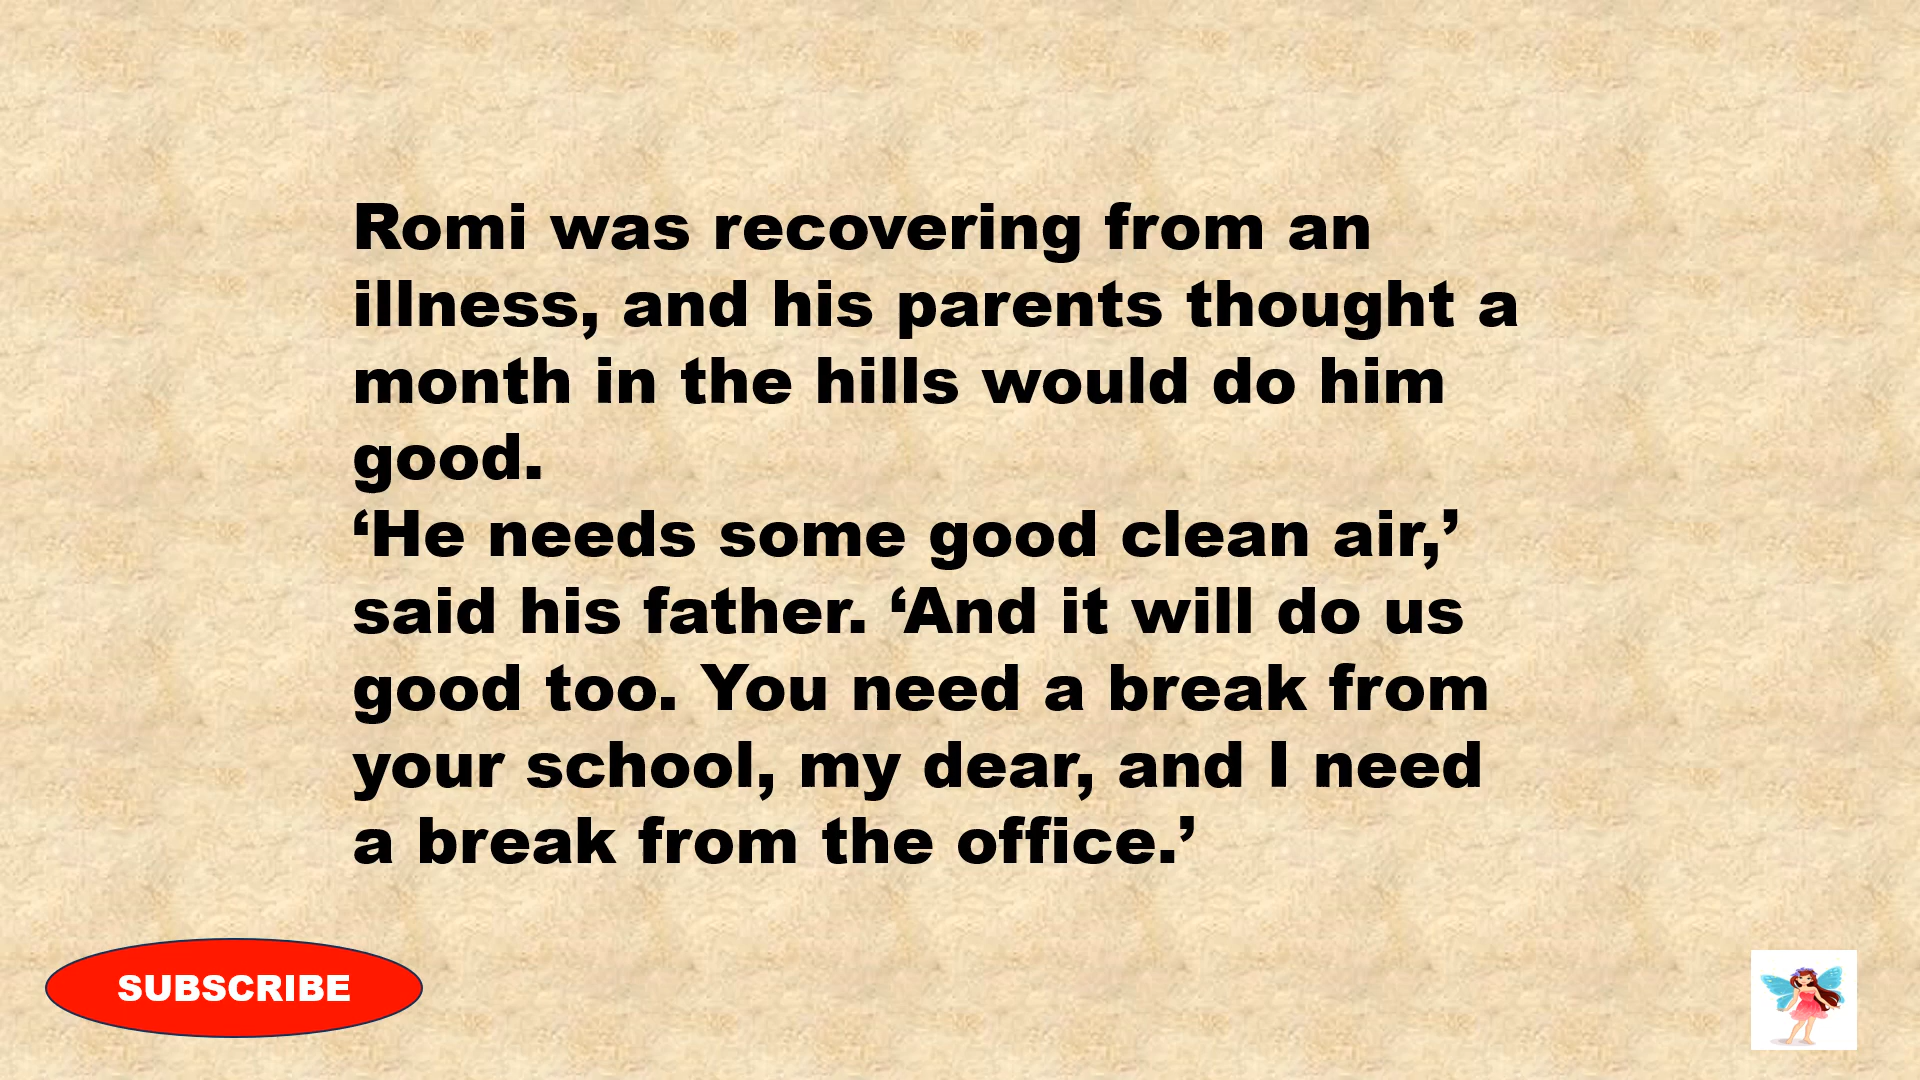 Romi was recovering from an
illness, and his parents thought a
month in the hills would do him
good.
‘He needs some good clean air,’
said his father. ‘And it will do us
good too. You need a break from
your school, my dear, and I need
a break from the office.’
SUBSCRIBE